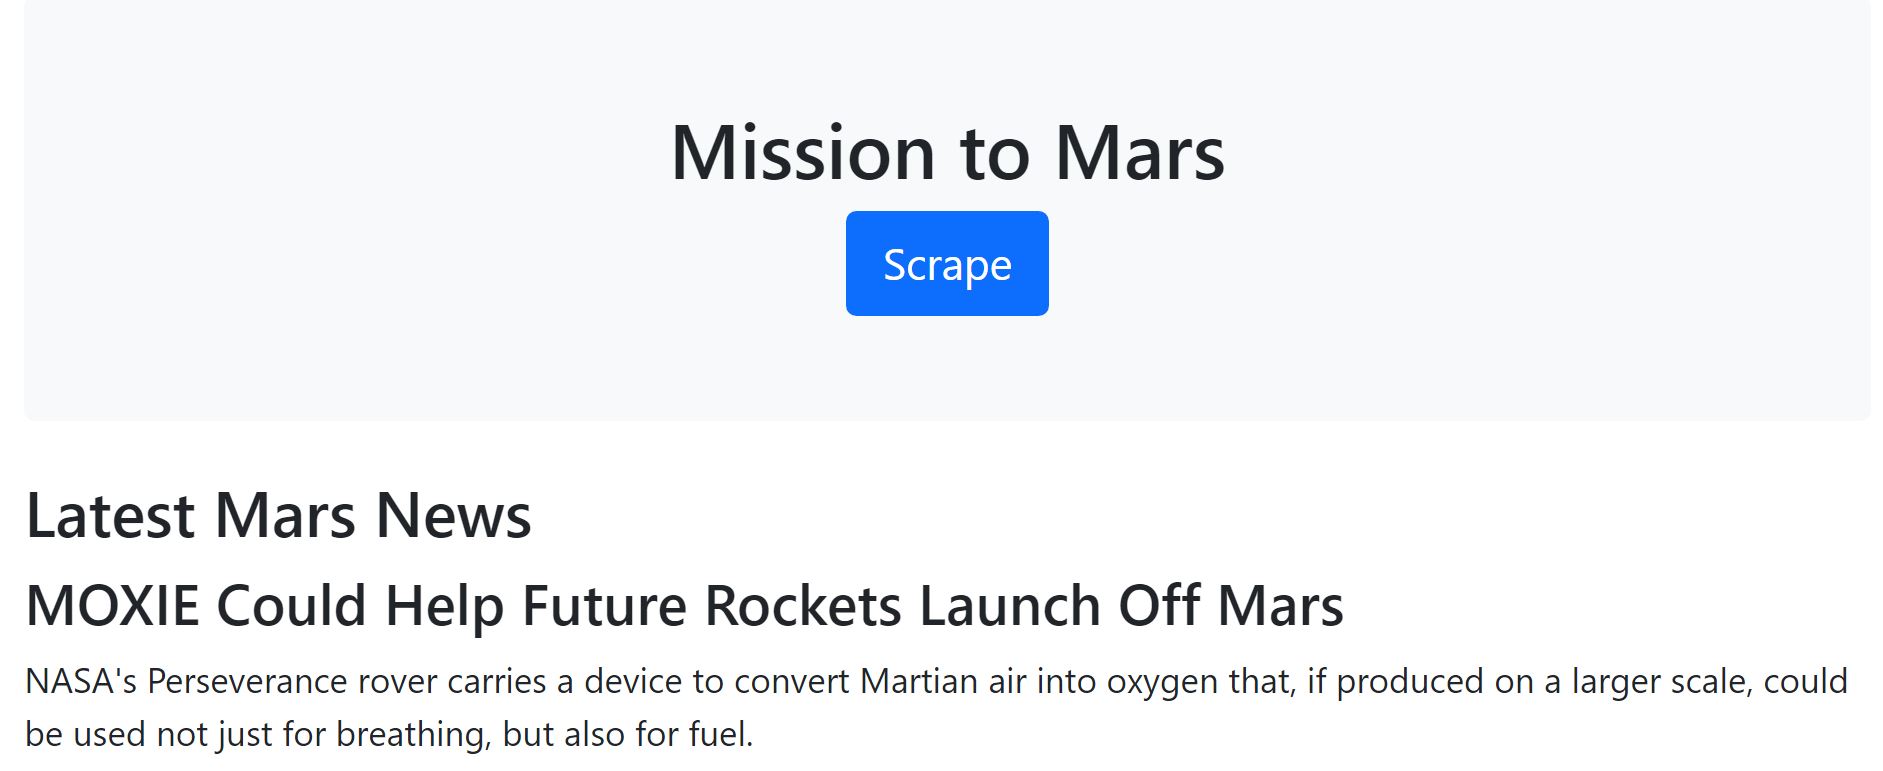 Mission to Mars
Scrape
Latest Mars News
MOXIE Could Help Future Rockets Launch Off Mars
NASA's Perseverance rover carries a device to convert Martian air into oxygen that, if produced on a larger scale, could
be used not just for breathing, but also for fuel.